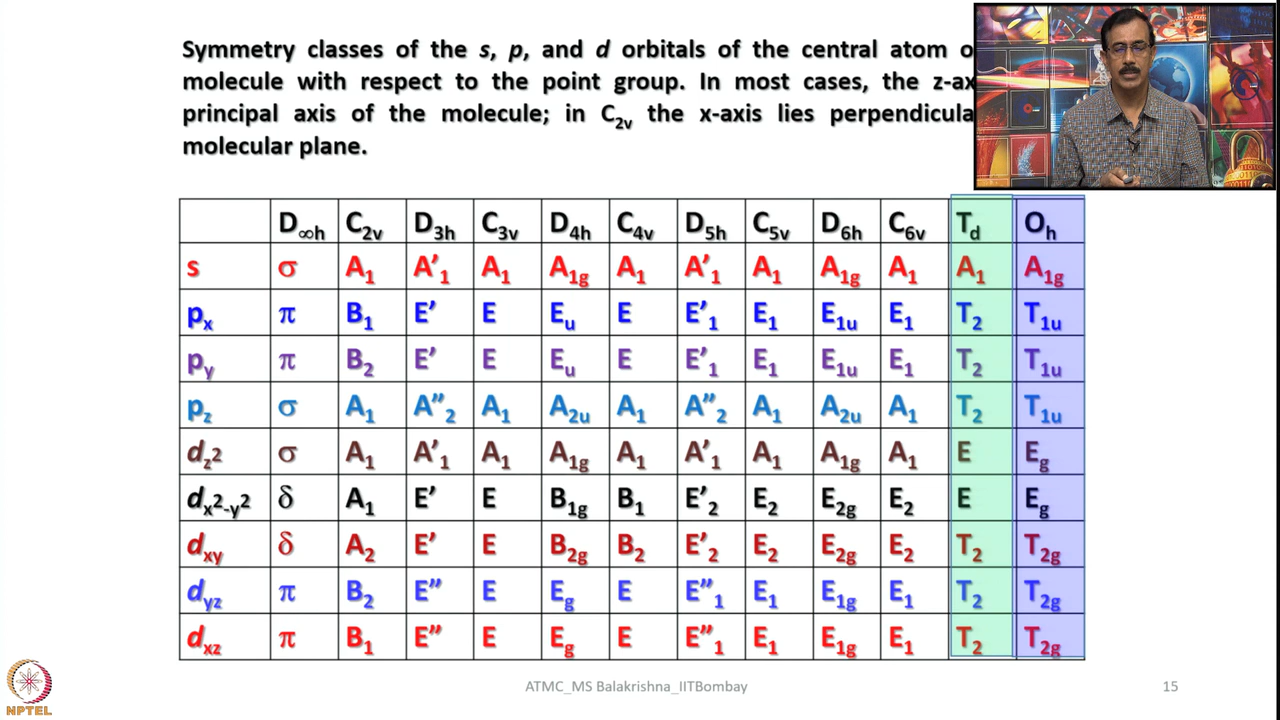 Symmetry classes of the s, p, and d orbitals of the central atom o
molecule with respect to the point group. In most cases, the z-ax
principal axis of the molecule; in C2v the x-axis lies perpendicula
molecular plane.
D∞h C2v D3h C3v D4h C4v D5h C5v D6h C6v Td Oh
s σ A1 A'1 A1 A1g A1 A'1 A1 A1g A1 A1 A1g
px π B1 E' E Eu E E'1 E1 E1u E1 T2 T1u
py π B2 E' E Eu E E'1 E1 E1u E1 T2 T1u
pz σ A1 A"2 A1 A2u A1 A"2 A1 A2u A1 T2 T1u
dz2 σ A1 A'1 A1 A1g A1 A'1 A1 A1g A1 E Eg
dx2-y2 δ A1 E' E B1g B1 E'2 E2 E2g E2 E Eg
dxy δ A2 E' E B2g B2 E'2 E2 E2g E2 T2 T2g
dyz π B2 E" E Eg E E"1 E1 E1g E1 T2 T2g
dxz π B1 E" E Eg E E"1 E1 E1g E1 T2 T2g
NPTEL
ATMC_MS Balakrishna_IITBombay
15